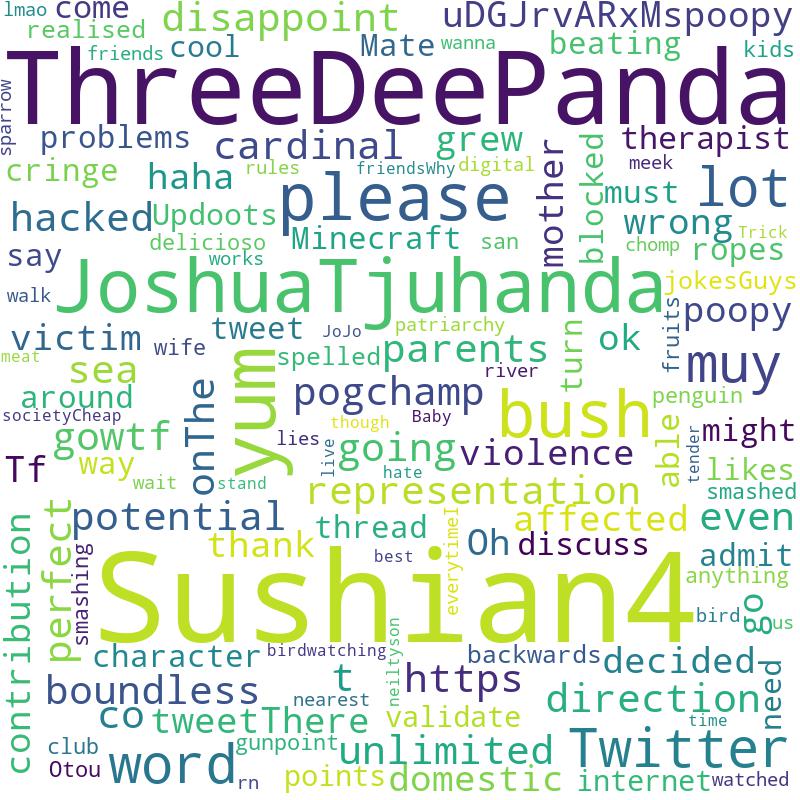 lmao come disappoint uDGJrvARxMspoopy
realised cool Mate wanna beating kids
friends
ThreeDeePanda
sparrow
problems cardinal grew therapist
cringe haha rules friendsWhy digital mother blocked meek
please must lot
hacked Updoots wrong Trick
delicioso Minecraft san chomp ropes
say works
walk JoshuaTjuhanda jokesGuys
fruits poopy
victim tweet JoJo patriarchy turn ok
meat sea wife spelled parents muy
around yum river penguin
societyCheap onThe pogchamp bush
gowtf though Baby able might
Tf way lies live going violence tender likes
wait stand hate smashed
representation
potential thread affected even
contribution perfect thank everytimeI Oh discuss admit
smashing best anything
Sushian4 bird go us
character birdwatching neiltyson backwards decided
boundless t https direction need
nearest
co tweetThere validate time
club gunpoint unlimited Twitter
Otou word rn points domestic internet watched